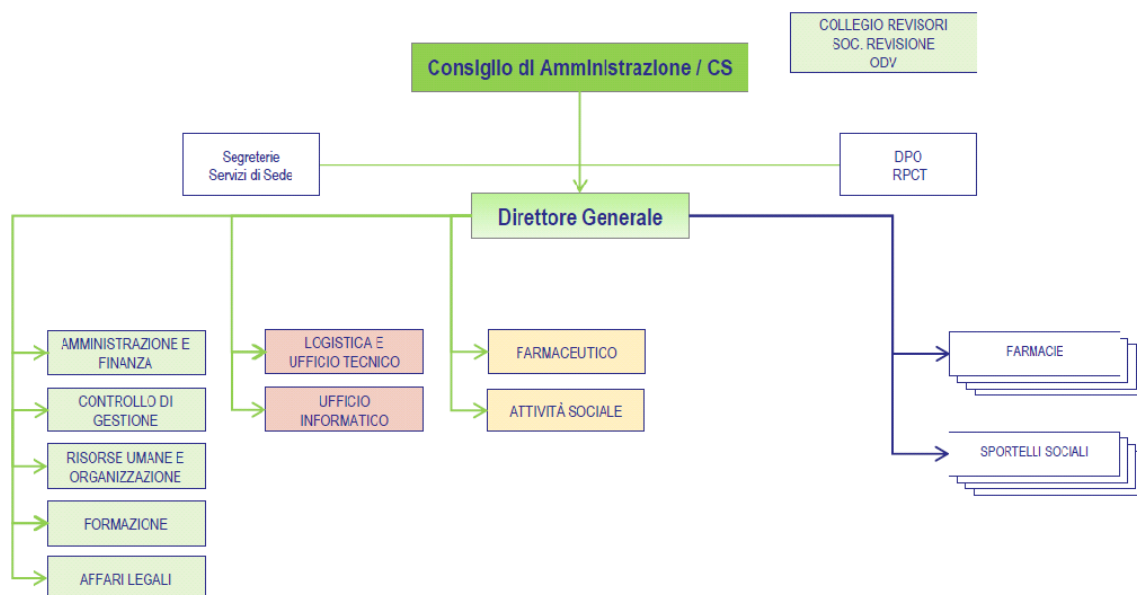 COLLEGIO REVISORI
SOC. REVISIONE
ODV
Consiglio di Amministrazione / CS
Segreterie
Servizi di Sede
DPO
RPCT
Direttore Generale
AMMINISTRAZIONE E
FINANZA
CONTROLLO DI
GESTIONE
RISORSE UMANE E
ORGANIZZAZIONE
FORMAZIONE
AFFARI LEGALI
LOGISTICA E
UFFICIO TECNICO
UFFICIO
INFORMATICO
FARMACEUTICO
ATTIVITÀ SOCIALE
FARMACIE
SPORTELLI SOCIALI